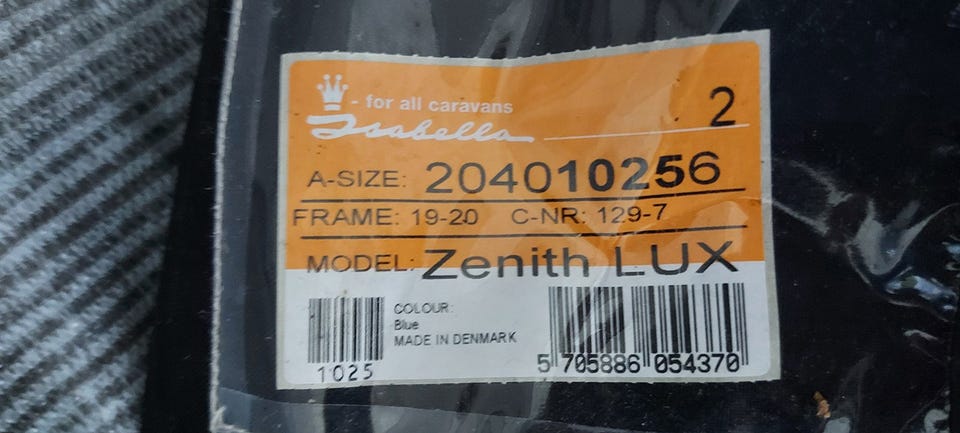 - for all caravans
Isabella
2
A-SIZE: 204010256
FRAME: 19-20 C-NR: 129-7
MODEL: Zenith LUX
COLOUR:
Blue
MADE IN DENMARK
1025
5 705886 054370